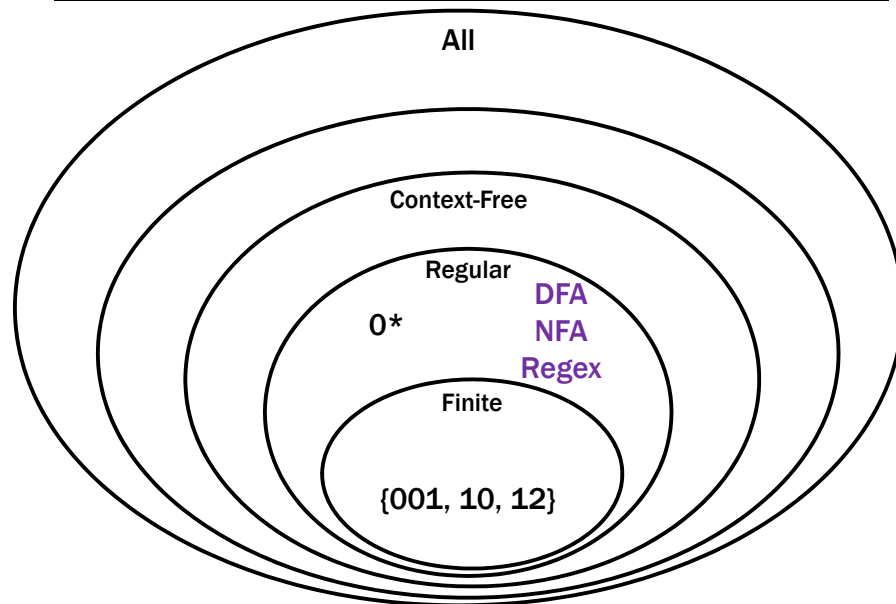 All
Context-Free
Regular
DFA
0*
NFA
Regex
Finite
{001, 10, 12}